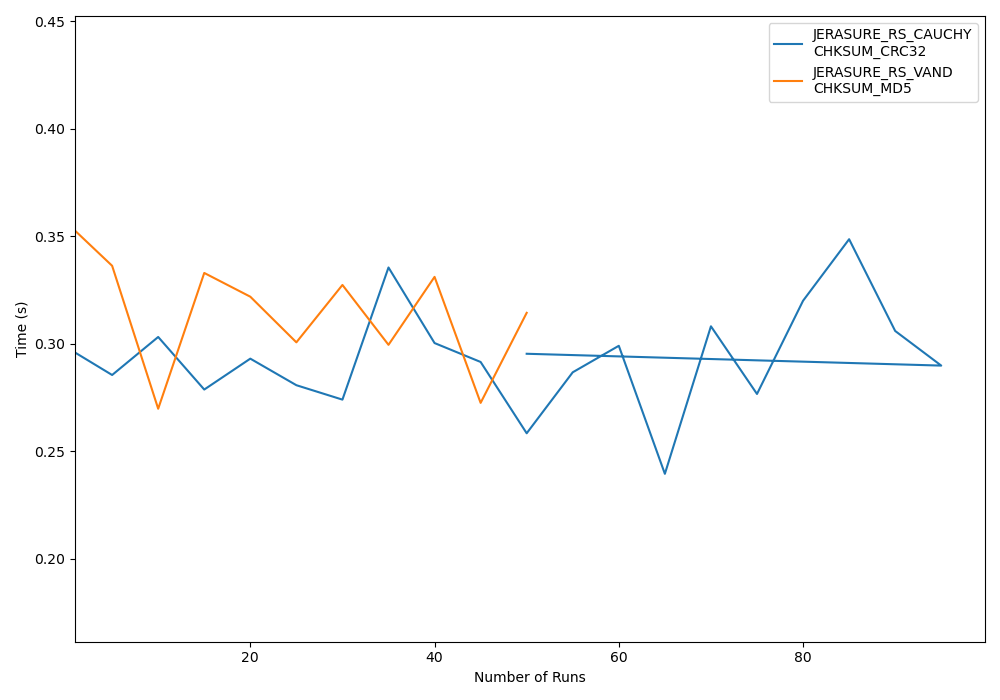 0.45
0.40
0.35
0.30
0.25
0.20
Time (s)
20
40
60
80
Number of Runs
JERASURE_RS_CAUCHY
CHKSUM_CRC32
JERASURE_RS_VAND
CHKSUM_MD5